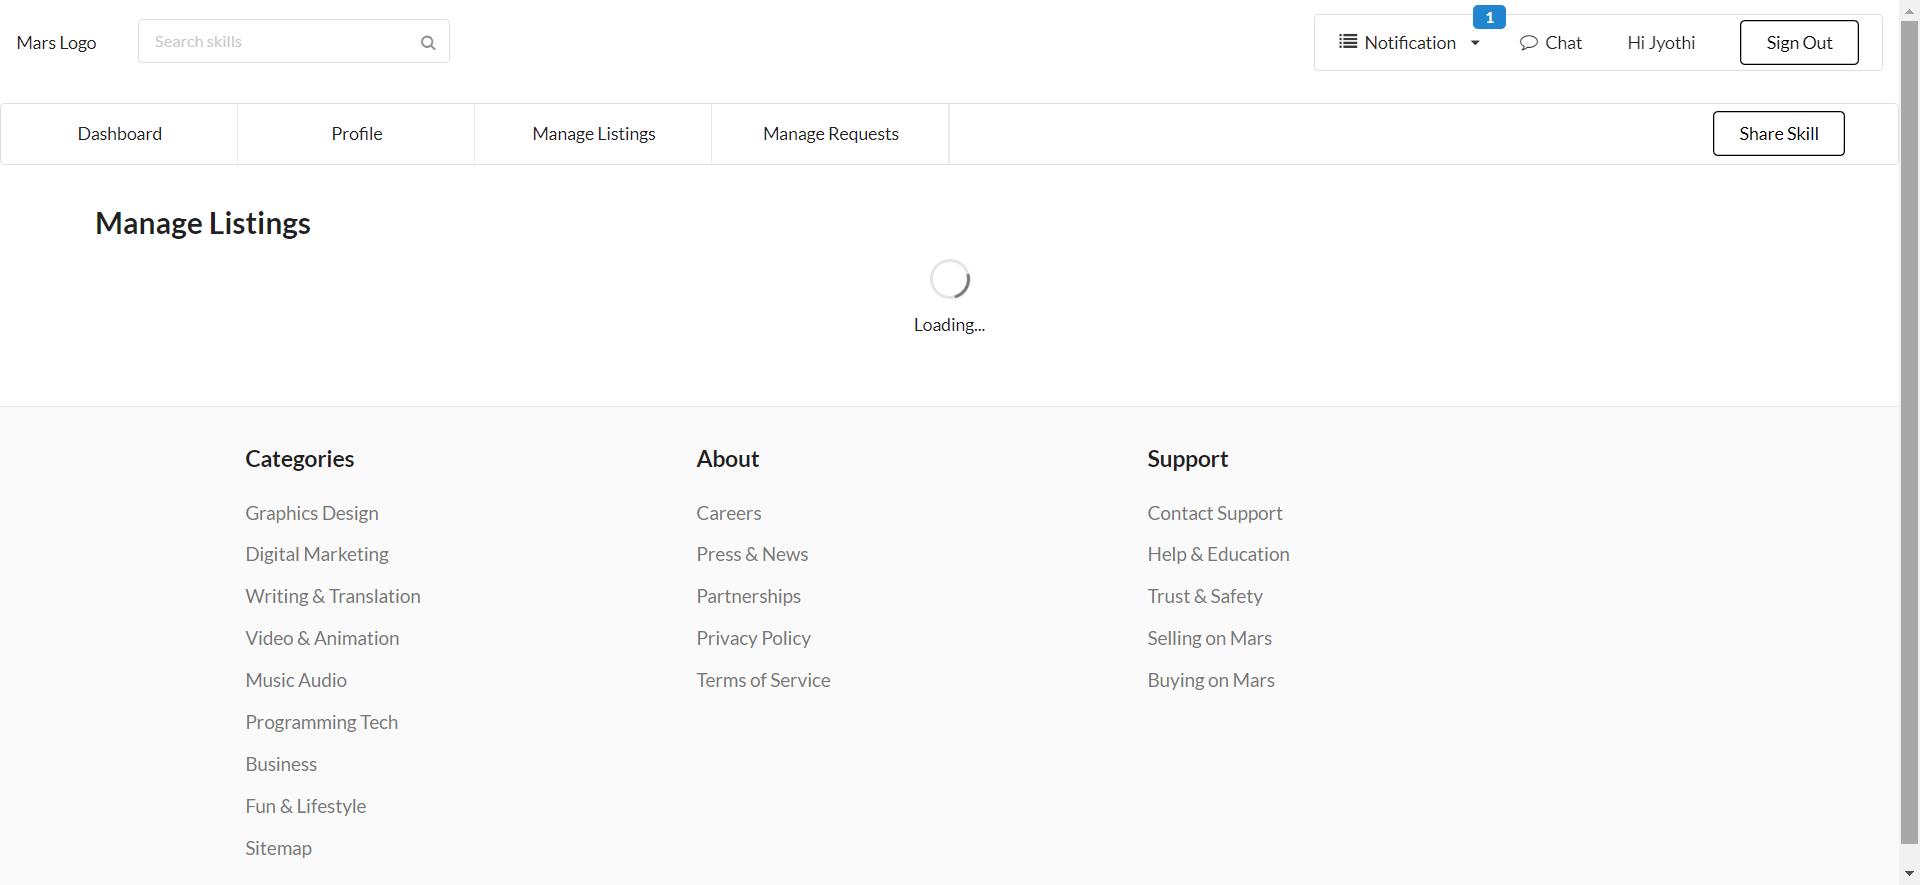 Mars Logo
Search skills
Notification
1
Chat
Hi Jyothi
Sign Out
Dashboard
Profile
Manage Listings
Manage Requests
Share Skill
Manage Listings
Loading...
Categories
Graphics Design
Digital Marketing
Writing & Translation
Video & Animation
Music Audio
Programming Tech
Business
Fun & Lifestyle
Sitemap
About
Careers
Press & News
Partnerships
Privacy Policy
Terms of Service
Support
Contact Support
Help & Education
Trust & Safety
Selling on Mars
Buying on Mars